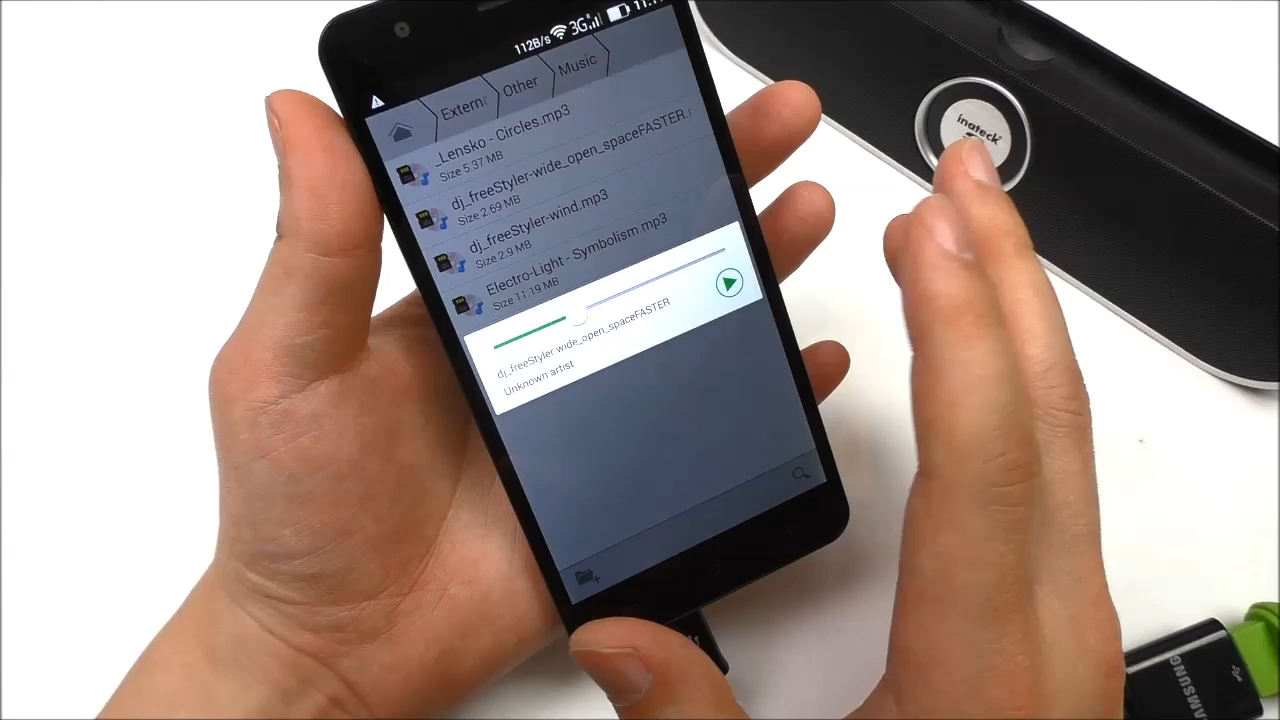 112B/s 3G
Other
Music
_Lensko - Circles.mp3
Size 5.37 MB
dj_freeStyler-wide_open_spaceFASTER.
Size 2.69 MB
dj_freeStyler-wind.mp3
Size 2.9 MB
Electro-Light - Symbolism.mp3
Size 11.19 MB
dj_freeStyler-wide_open_spaceFASTER
Unknown artist
inateck
SAMSUNG